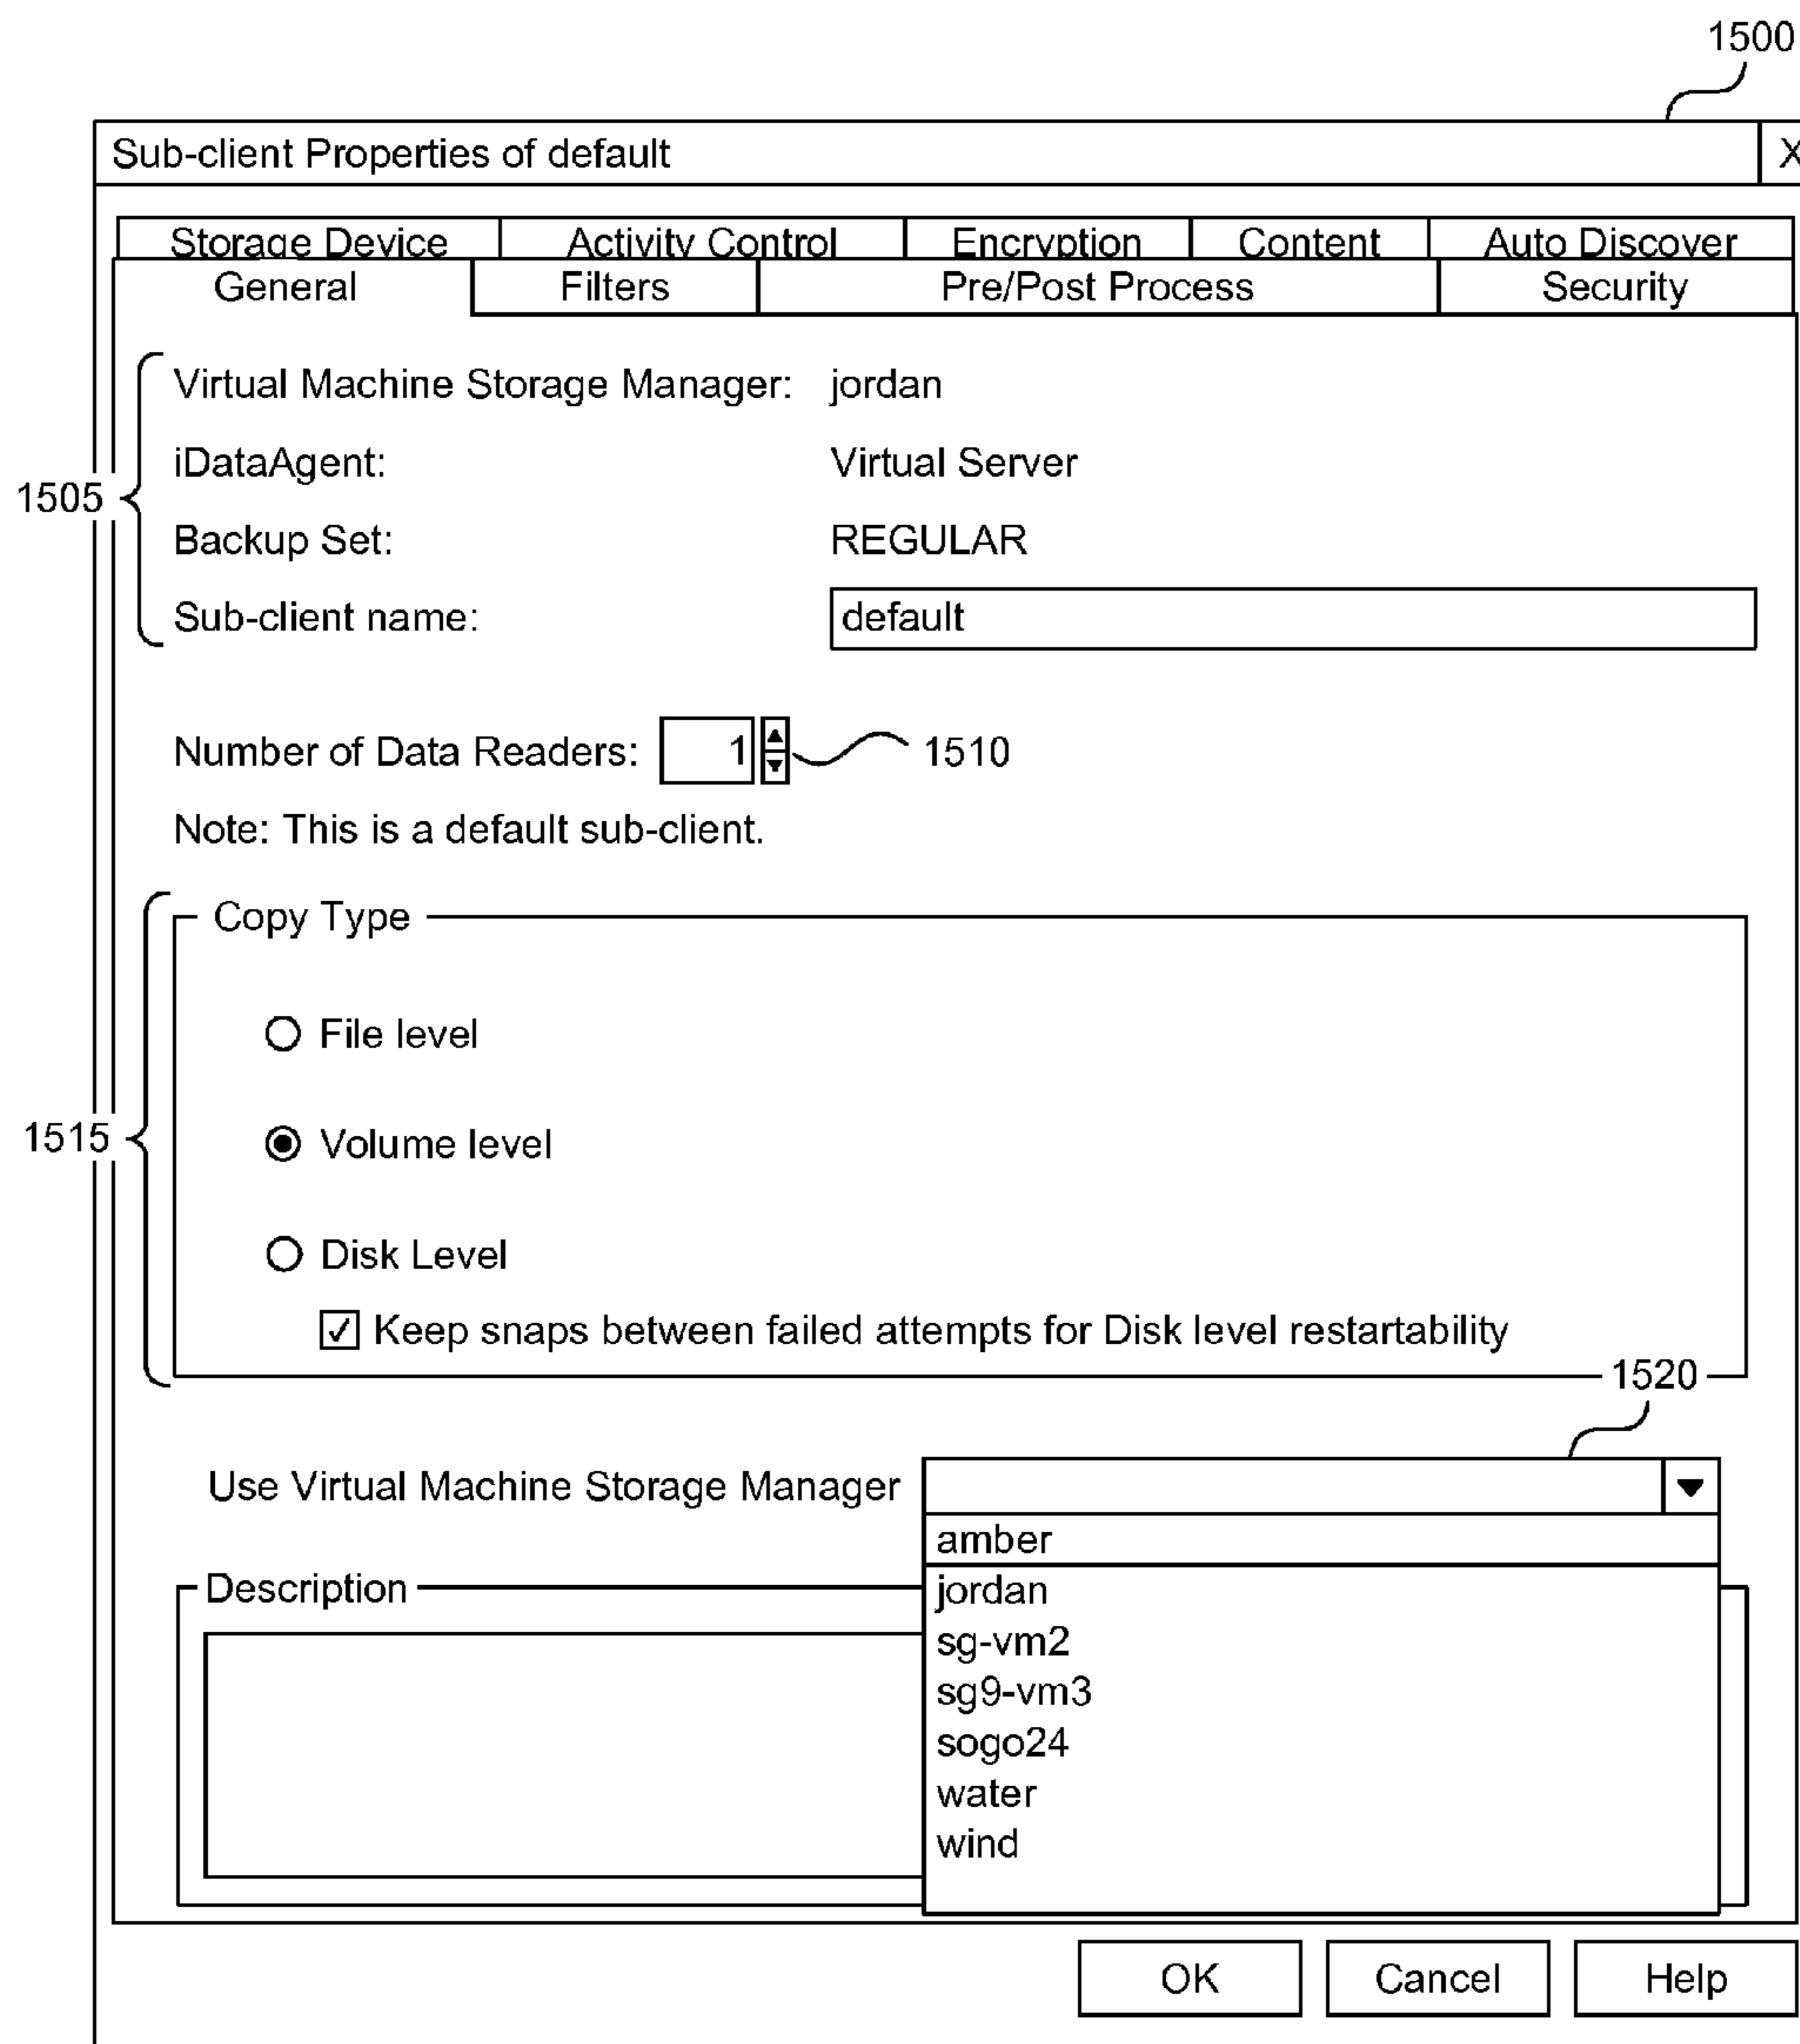 1500
Sub-client Properties of default X
Storage Device Activity Control Encryption Content Auto Discover
General Filters Pre/Post Process Security
Virtual Machine Storage Manager: jordan
iDataAgent: Virtual Server
1505
Backup Set: REGULAR
Sub-client name: default
Number of Data Readers: 1 1510
Note: This is a default sub-client.
Copy Type
File level
1515
Volume level
Disk Level
Keep snaps between failed attempts for Disk level restartability
1520
Use Virtual Machine Storage Manager
amber
Description
jordan
sg-vm2
sg9-vm3
sogo24
water
wind
OK Cancel Help